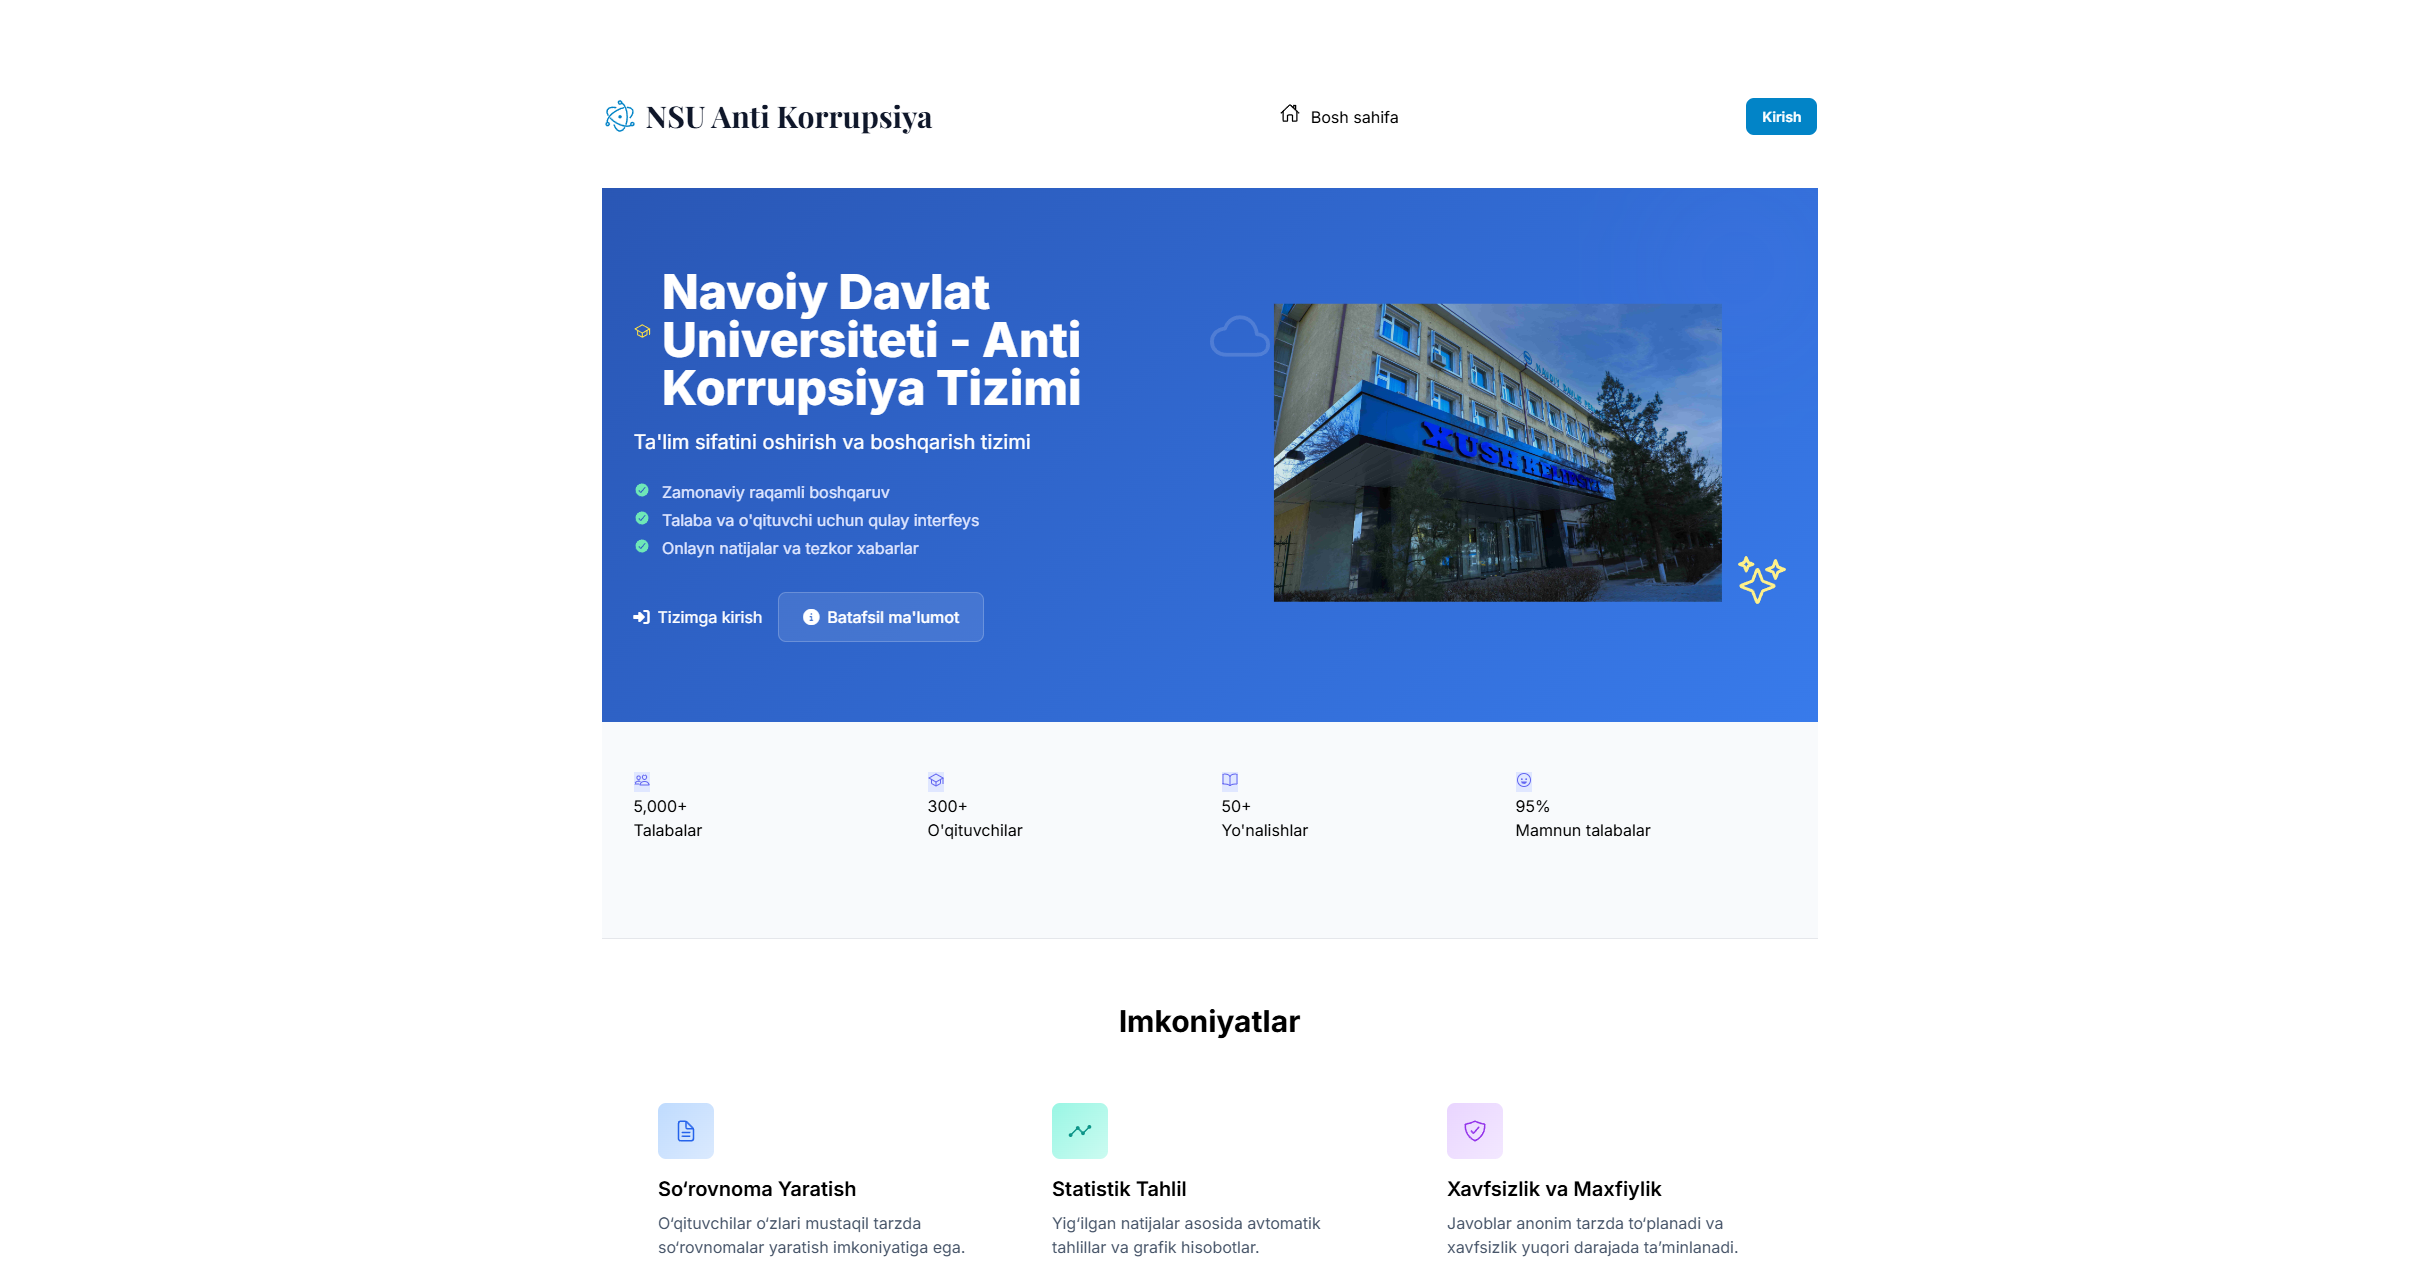 NSU Anti Korrupsiya
Bosh sahifa
Kirish
Navoiy Davlat
Universiteti - Anti
Korrupsiya Tizimi
Ta'lim sifatini oshirish va boshqarish tizimi
Zamonaviy raqamli boshqaruv
Talaba va o'qituvchi uchun qulay interfeys
Onlayn natijalar va tezkor xabarlar
Tizimga kirish
Batafsil ma'lumot
XUSH KELIBSIZ
5,000+
Talabalar
300+
O'qituvchilar
50+
Yo'nalishlar
95%
Mamnun talabalar
Imkoniyatlar
So‘rovnoma Yaratish
O‘qituvchilar o‘zlari mustaqil tarzda
so‘rovnomalar yaratish imkoniyatiga ega.
Statistik Tahlil
Yig‘ilgan natijalar asosida avtomatik
tahlillar va grafik hisobotlar.
Xavfsizlik va Maxfiylik
Javoblar anonim tarzda to‘planadi va
xavfsizlik yuqori darajada ta’minlanadi.